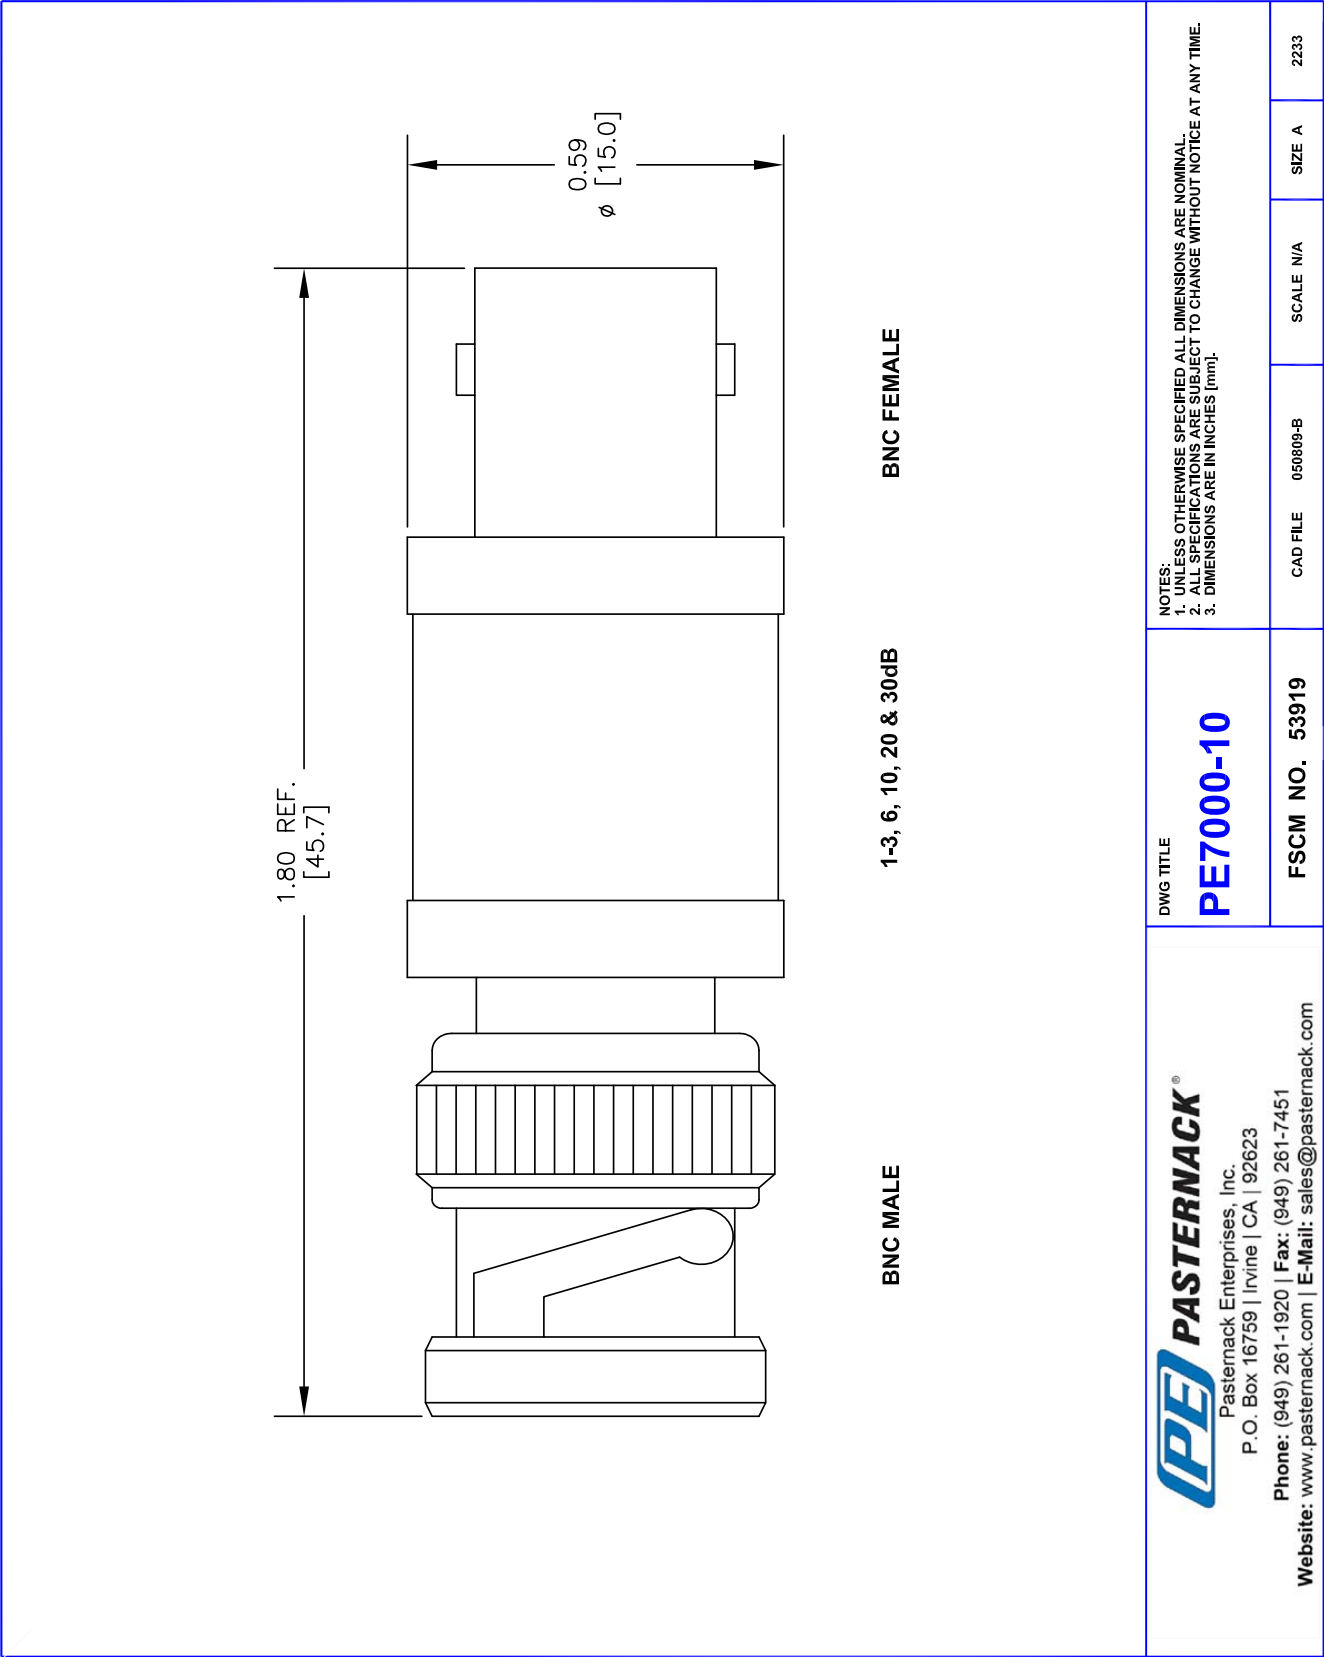 1.80 REF.
[45.7]
0.59
ø [15.0]
BNC MALE
1-3, 6, 10, 20 & 30dB
BNC FEMALE
PE PASTERNACK®
Pasternack Enterprises, Inc.
P.O. Box 16759 | Irvine | CA | 92623
Phone: (949) 261-1920 | Fax: (949) 261-7451
Website: www.pasternack.com | E-Mail: sales@pasternack.com
DWG TITLE
PE7000-10
FSCM NO. 53919
NOTES:
1. UNLESS OTHERWISE SPECIFIED ALL DIMENSIONS ARE NOMINAL.
2. ALL SPECIFICATIONS ARE SUBJECT TO CHANGE WITHOUT NOTICE AT ANY TIME.
3. DIMENSIONS ARE IN INCHES [mm].
CAD FILE 050809-B
SCALE N/A
SIZE A
2233